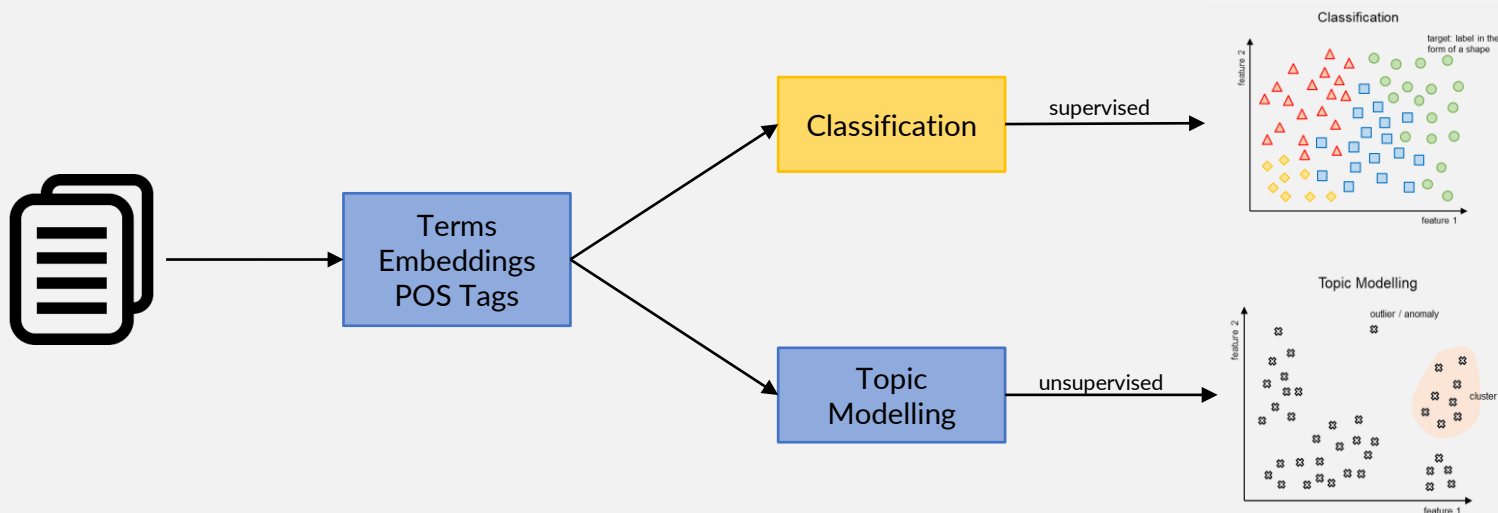 Terms
Embeddings
POS Tags
Classification
supervised
Classification
target: label in the
form of a shape
feature 2
feature 1
Topic
Modelling
unsupervised
Topic Modelling
outlier / anomaly
feature 2
cluster
feature 1